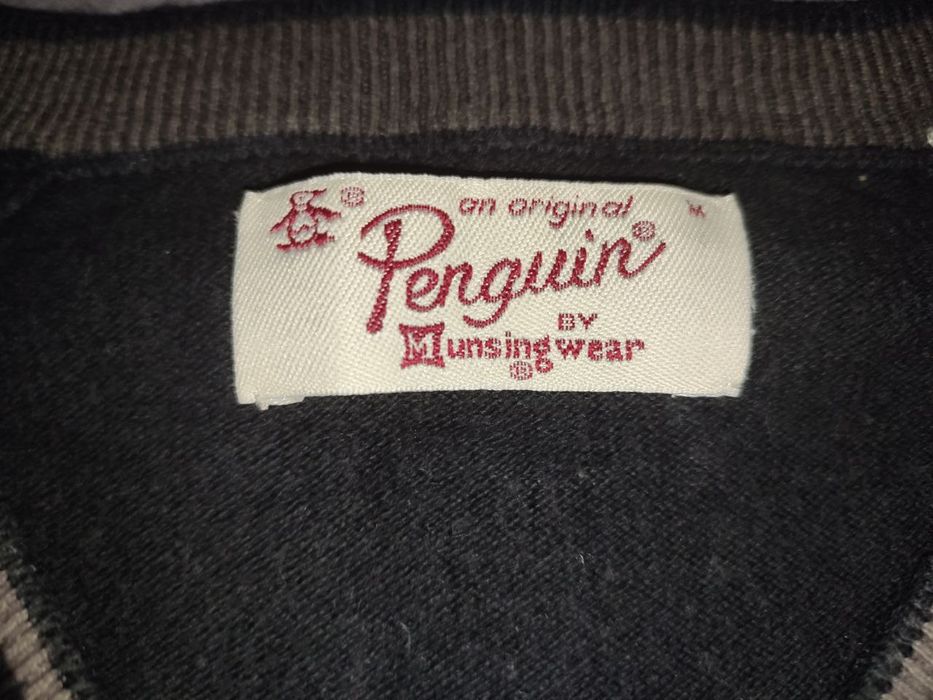 an original M
Penguin®
BY
Munsingwear
®